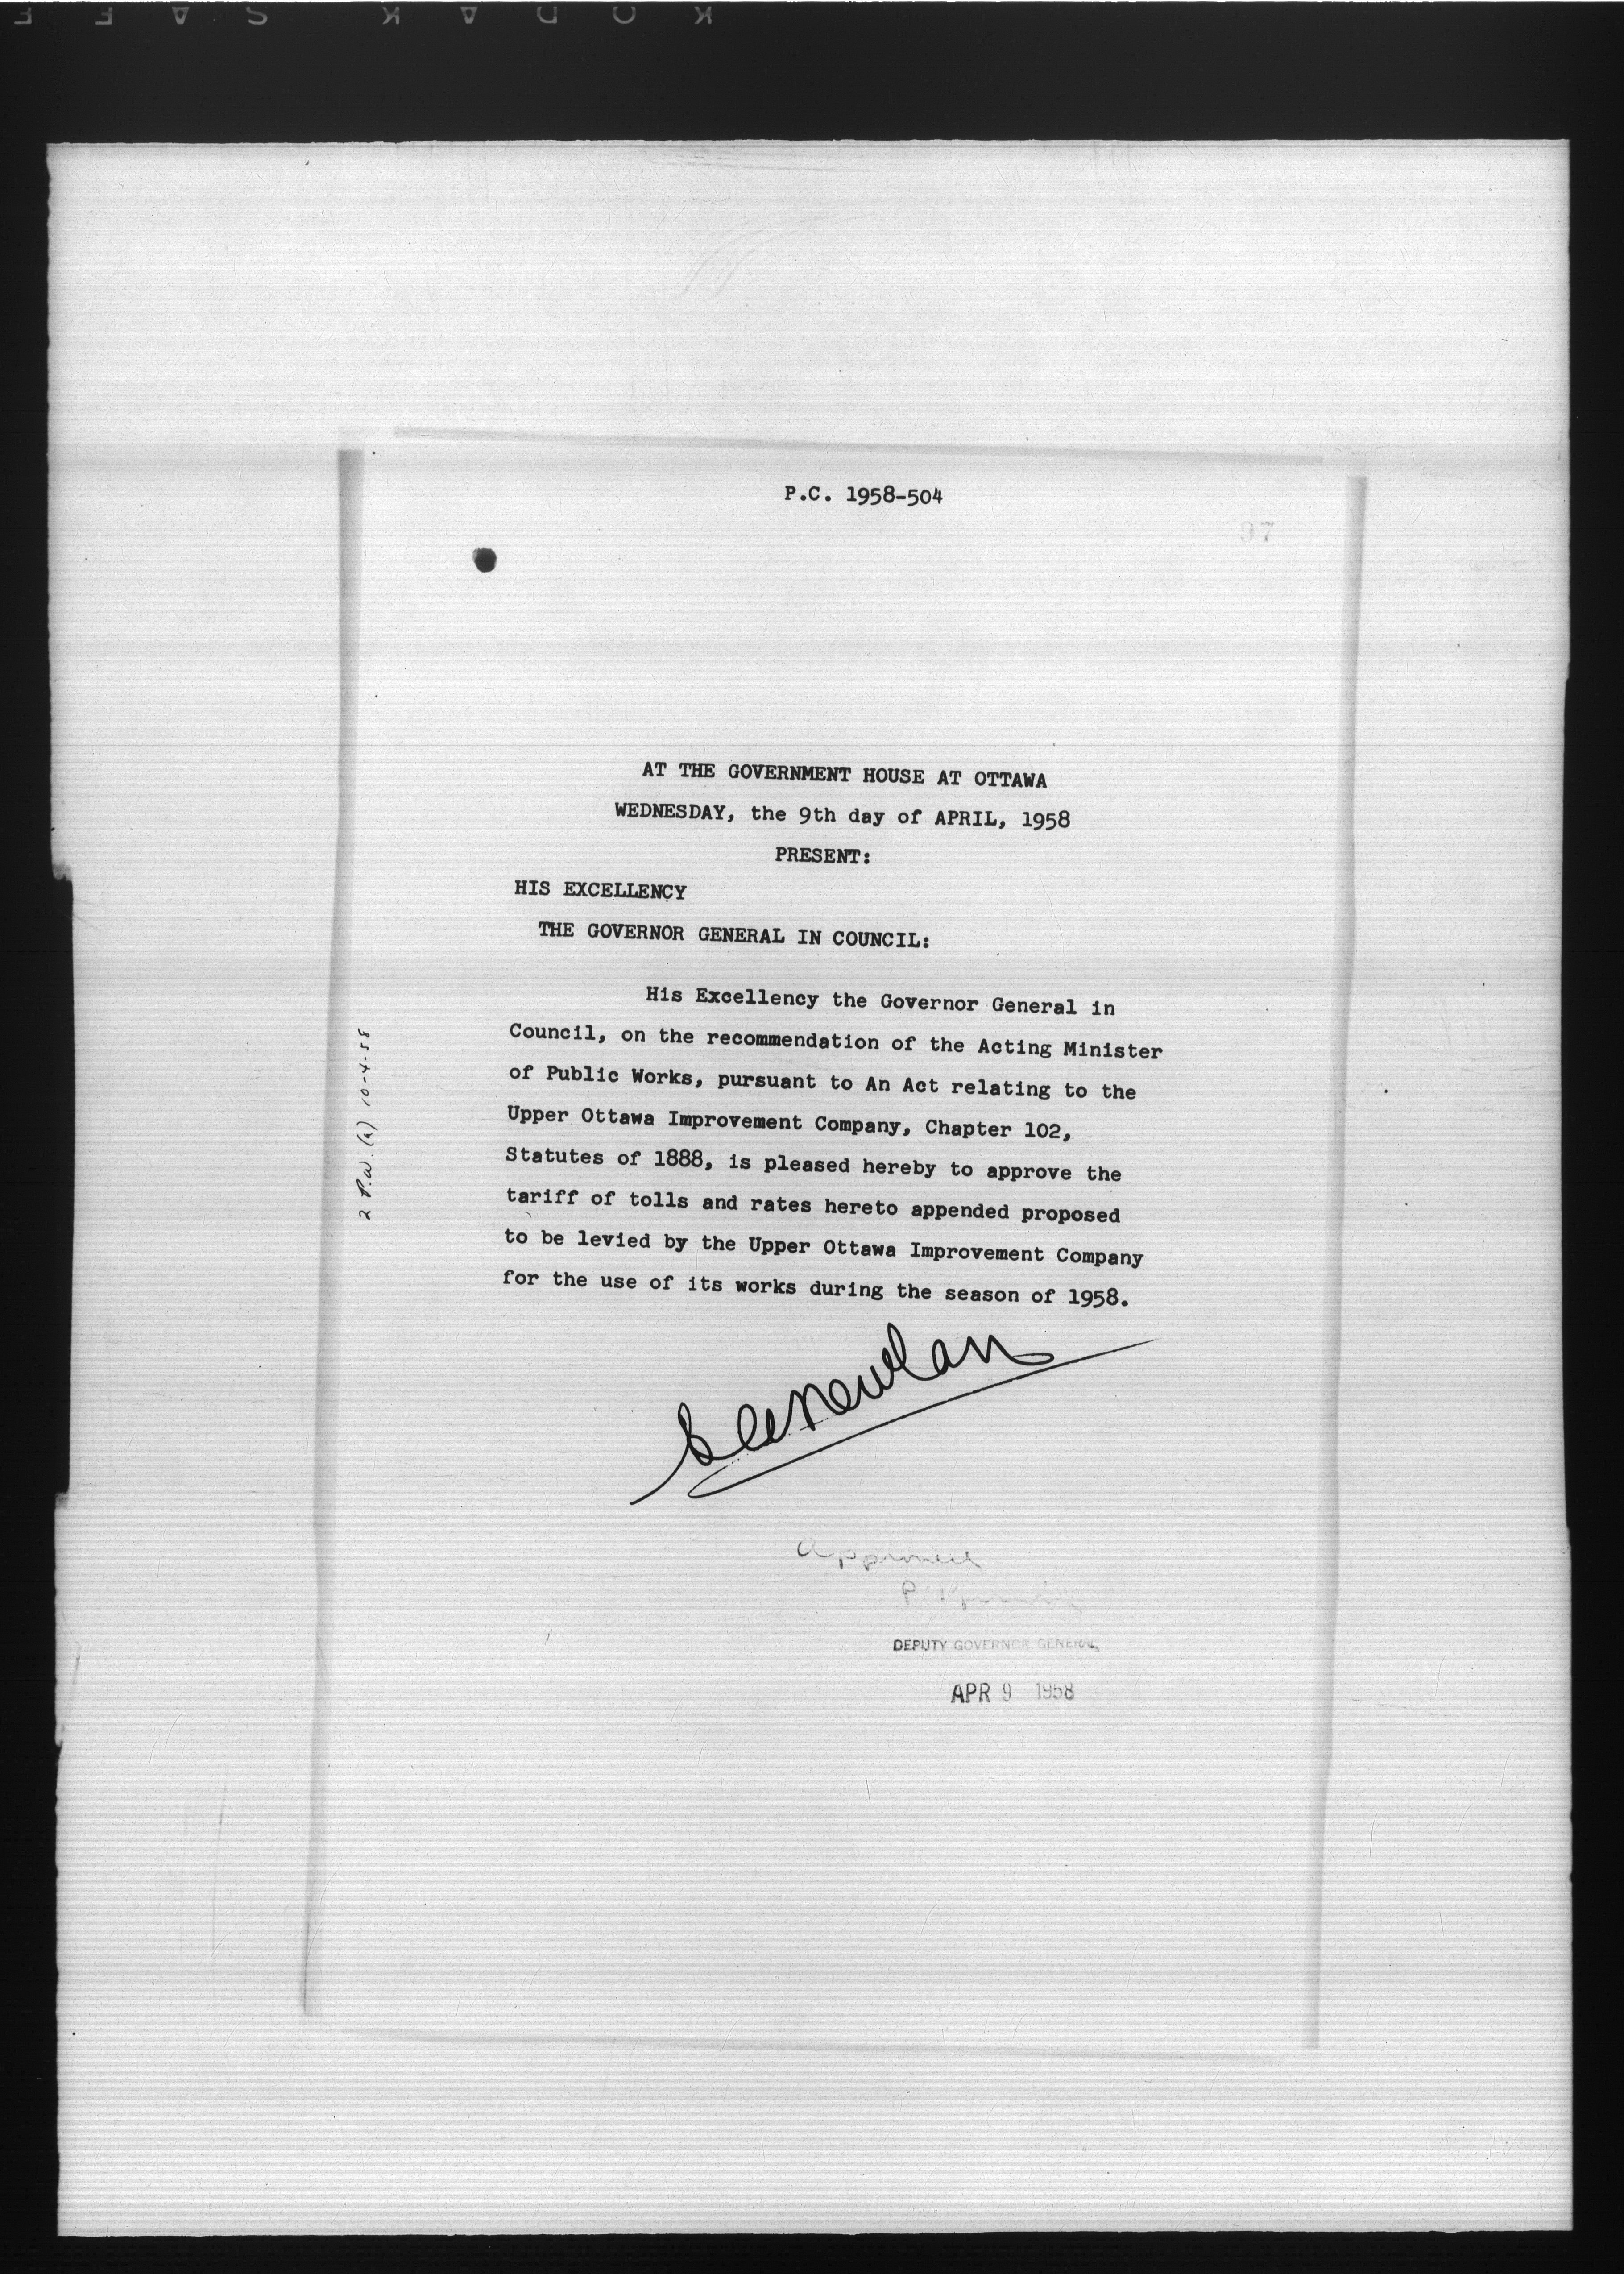 P.C. 1958-504
97
AT THE GOVERNMENT HOUSE AT OTTAWA
WEDNESDAY, the 9th day of APRIL, 1958
PRESENT:
HIS EXCELLENCY
THE GOVERNOR GENERAL IN COUNCIL:
His Excellency the Governor General in
Council, on the recommendation of the Acting Minister
of Public Works, pursuant to An Act relating to the
Upper Ottawa Improvement Company, Chapter 102,
Statutes of 1888, is pleased hereby to approve the
tariff of tolls and rates hereto appended proposed
to be levied by the Upper Ottawa Improvement Company
for the use of its works during the season of 1958.
Approved
P.
DEPUTY GOVERNOR GENERAL
APR 9 1958
2 P.W. (a) 10-4-58
KODAK SAF